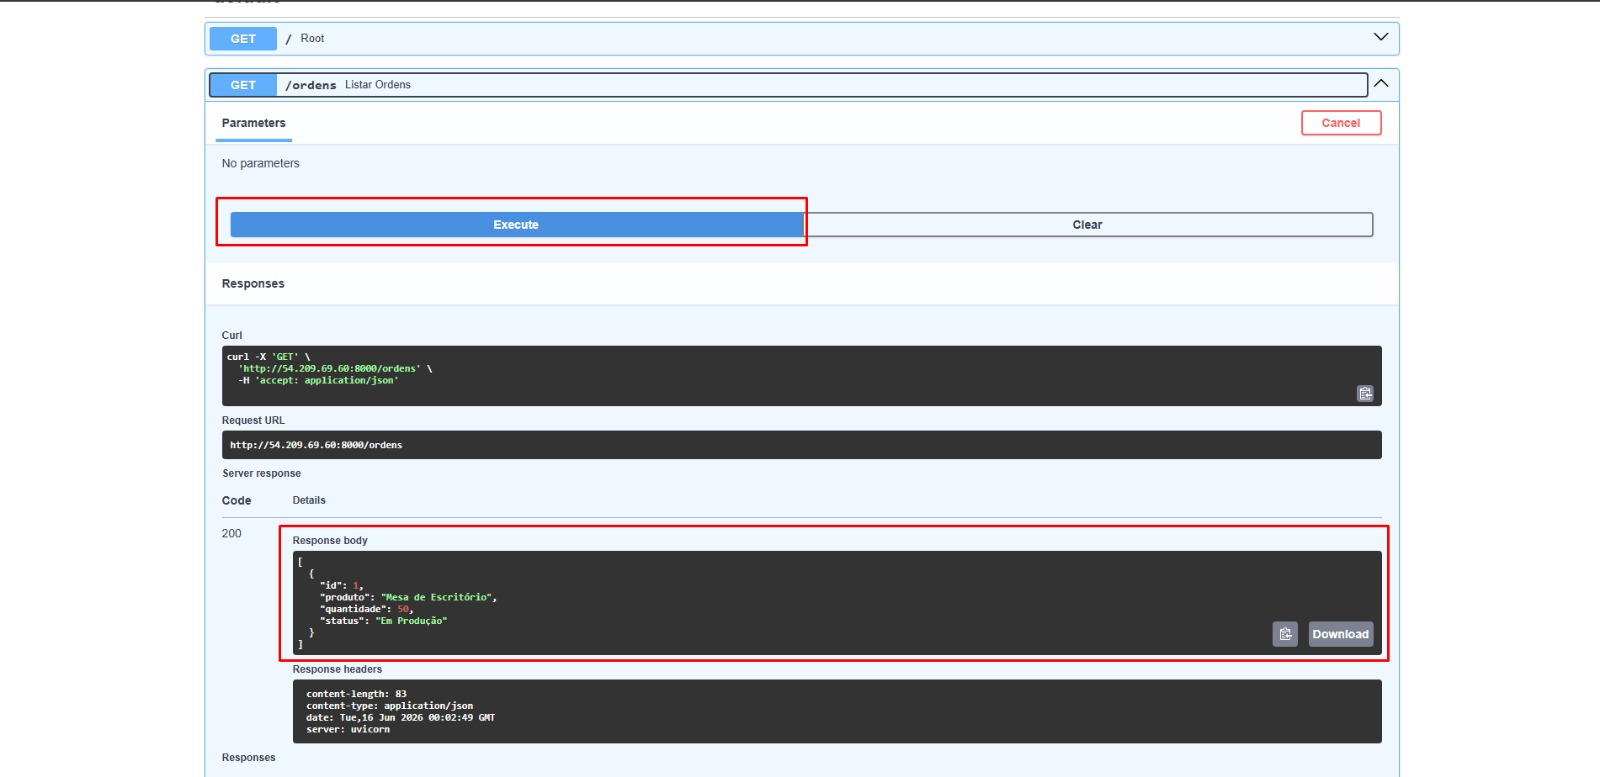 GET / Root
GET /ordens Listar Ordens
Parameters
Cancel
No parameters
Execute
Clear
Responses
Curl
curl -X 'GET' \
'http://54.209.69.60:8000/ordens' \
-H 'accept: application/json'
Request URL
http://54.209.69.60:8000/ordens
Server response
Code Details
200
Response body
[
{
"id": 1,
"produto": "Mesa de Escritório",
"quantidade": 50,
"status": "Em Produção"
}
]
Download
Response headers
content-length: 83
content-type: application/json
date: Tue,16 Jun 2026 00:02:49 GMT
server: uvicorn
Responses